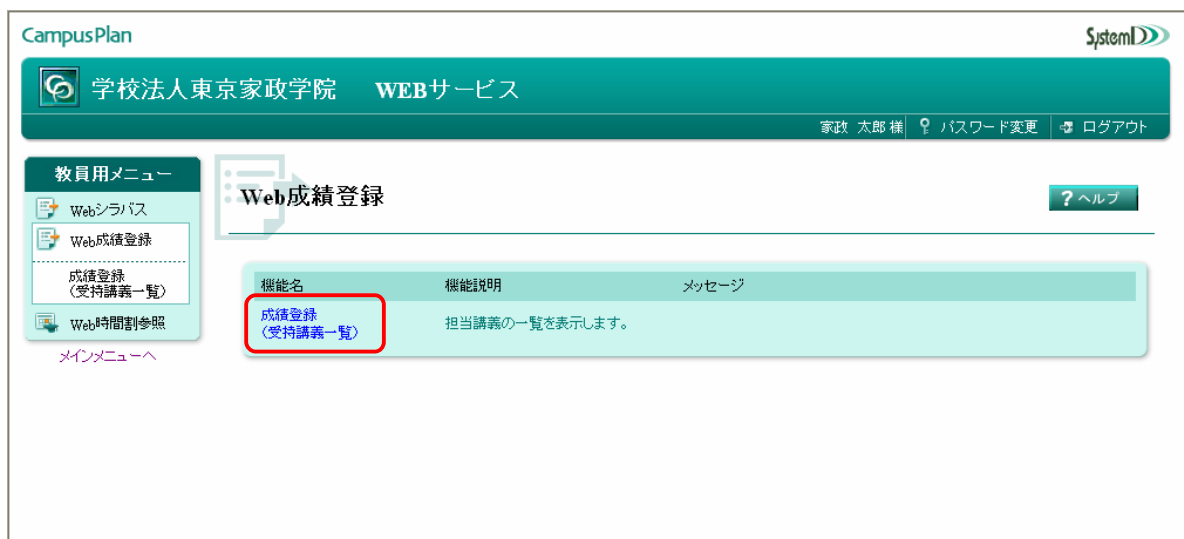 CampusPlan
SystemD
学校法人東京家政学院 WEBサービス
家政 太郎 様 パスワード変更 ログアウト
教員用メニュー
Webシラバス
Web成績登録
成績登録
(受持講義一覧)
Web時間割参照
メインメニューへ
Web成績登録
?ヘルプ
機能名 機能説明 メッセージ
成績登録
(受持講義一覧)
担当講義の一覧を表示します。